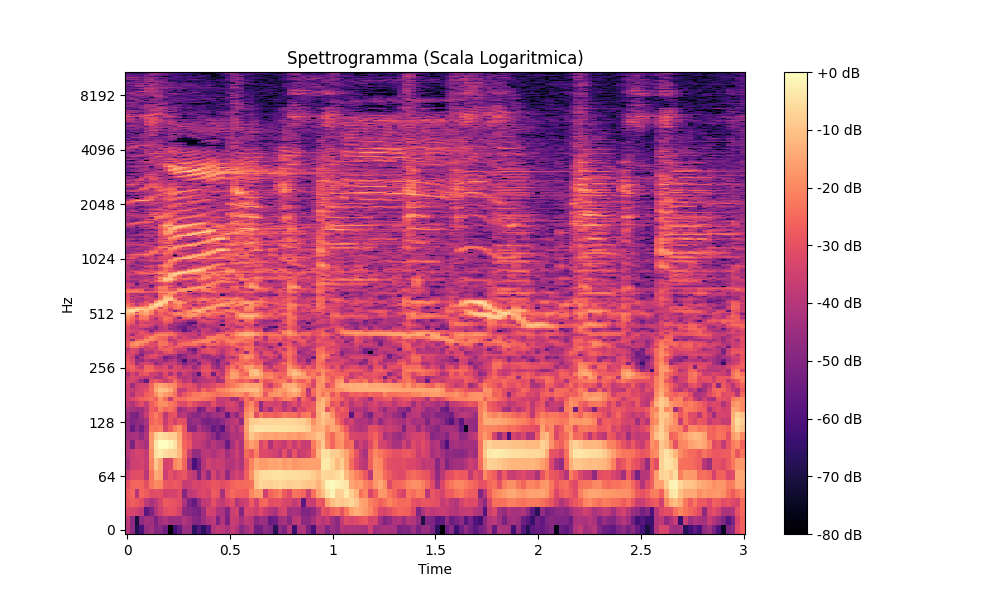 Spettrogramma (Scala Logaritmica)
Hz
8192
4096
2048
1024
512
256
128
64
0
0
0.5
1
1.5
2
2.5
3
Time
+0 dB
-10 dB
-20 dB
-30 dB
-40 dB
-50 dB
-60 dB
-70 dB
-80 dB